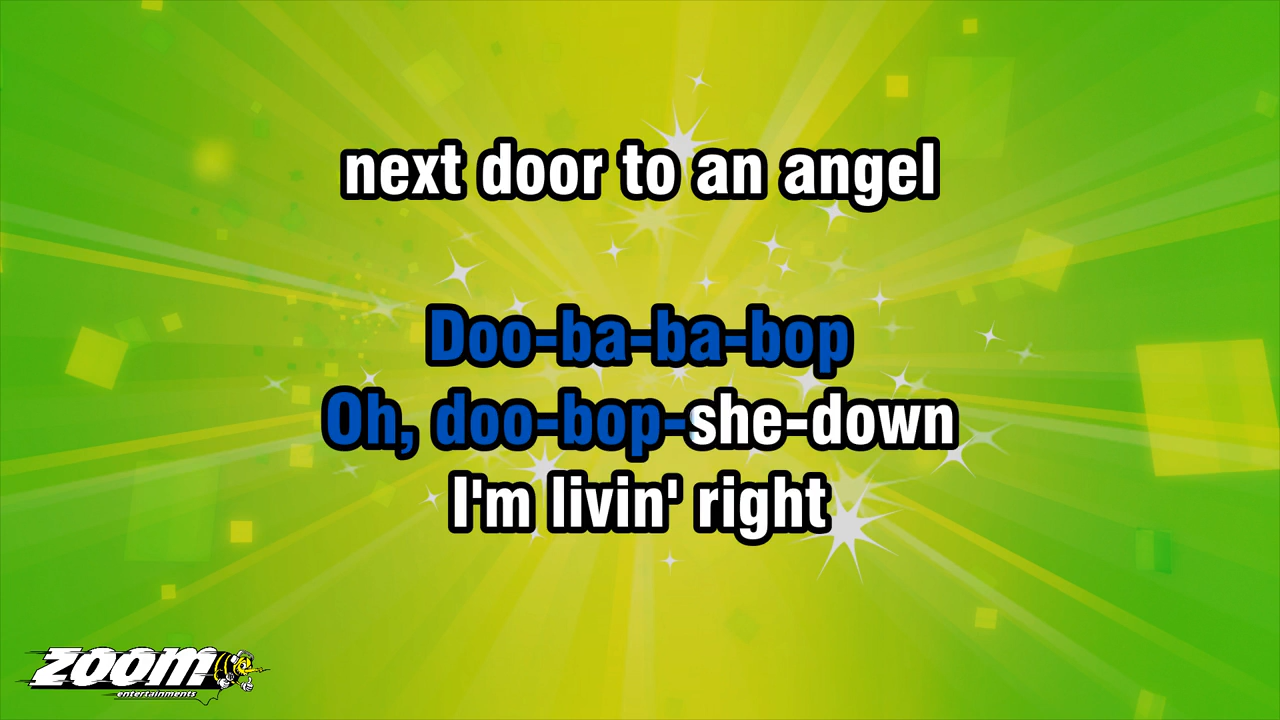 next door to an angel
Doo-ba-ba-bop
Oh, doo-bop-she-down
I'm livin' right
zoom
entertainments